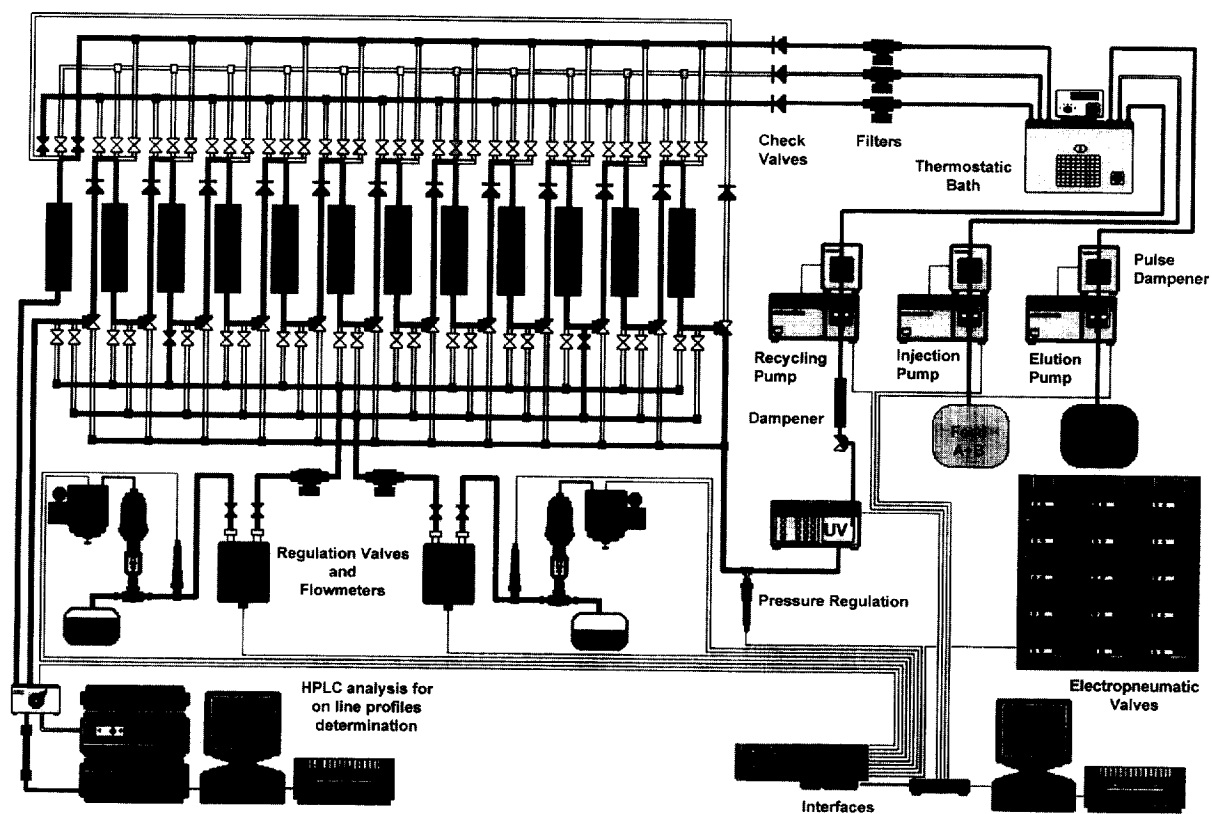 Check
Valves
Filters
Thermostatic
Bath
Pulse
Dampener
Recycling
Pump
Injection
Pump
Elution
Pump
Dampener
UV
Regulation Valves
and
Flowmeters
Pressure Regulation
HPLC analysis for
on line profiles
determination
Electropneumatic
Valves
Interfaces